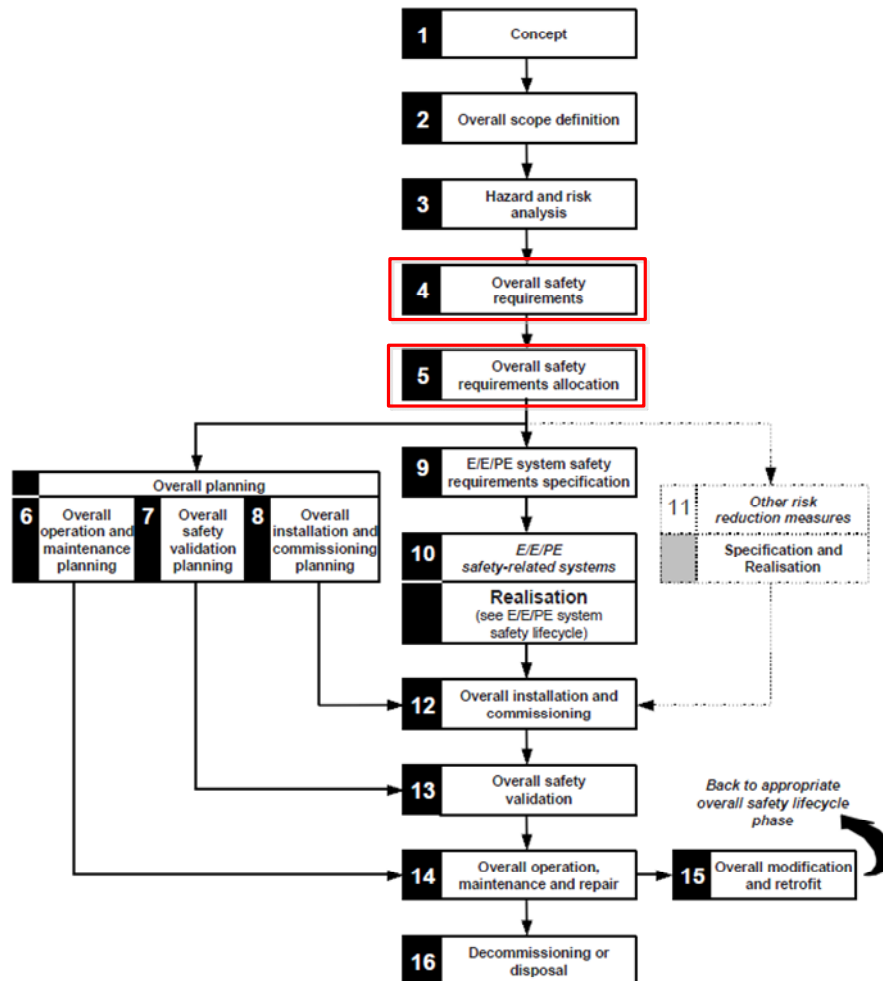 1
Concept
2
Overall scope definition
3
Hazard and risk
analysis
4
Overall safety
requirements
5
Overall safety
requirements allocation
Overall planning
6
Overall
operation and
maintenance
planning
7
Overall
safety
validation
planning
8
Overall
installation and
commissioning
planning
9
E/E/PE system safety
requirements specification
10
E/E/PE
safety-related systems
Realisation
(see E/E/PE system
safety lifecycle)
11
Other risk
reduction measures
Specification and
Realisation
12
Overall installation and
commissioning
13
Overall safety
validation
Back to appropriate
overall safety lifecycle
phase
14
Overall operation,
maintenance and repair
15
Overall modification
and retrofit
16
Decommissioning or
disposal